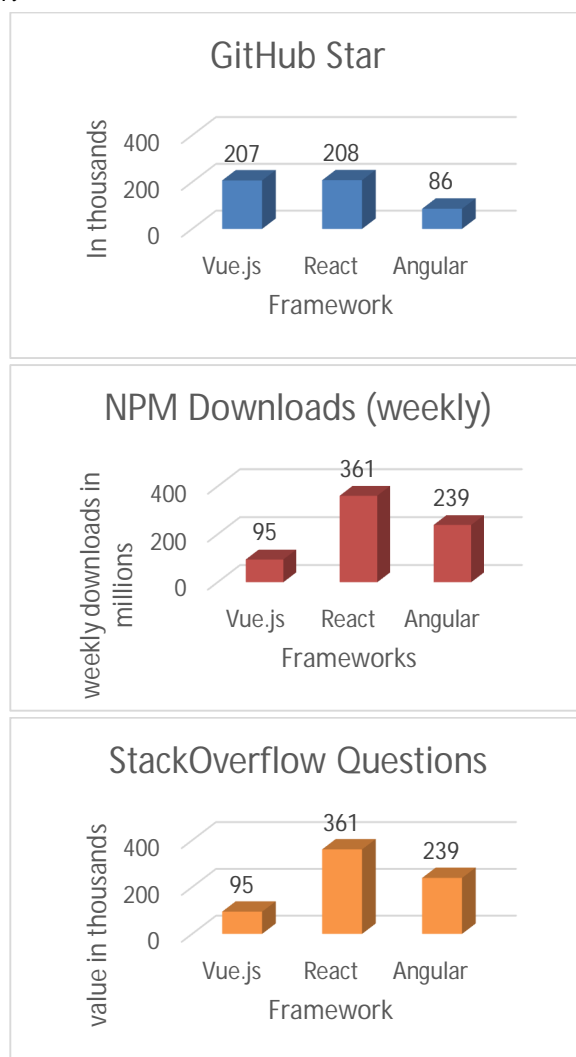 GitHub Star
In thousands
400
200
0
207
208
86
Vue.js React Angular
Framework
NPM Downloads (weekly)
weekly downloads in
millions
400
200
0
95
361
239
Vue.js React Angular
Frameworks
StackOverflow Questions
value in thousands
400
200
0
95
361
239
Vue.js React Angular
Framework